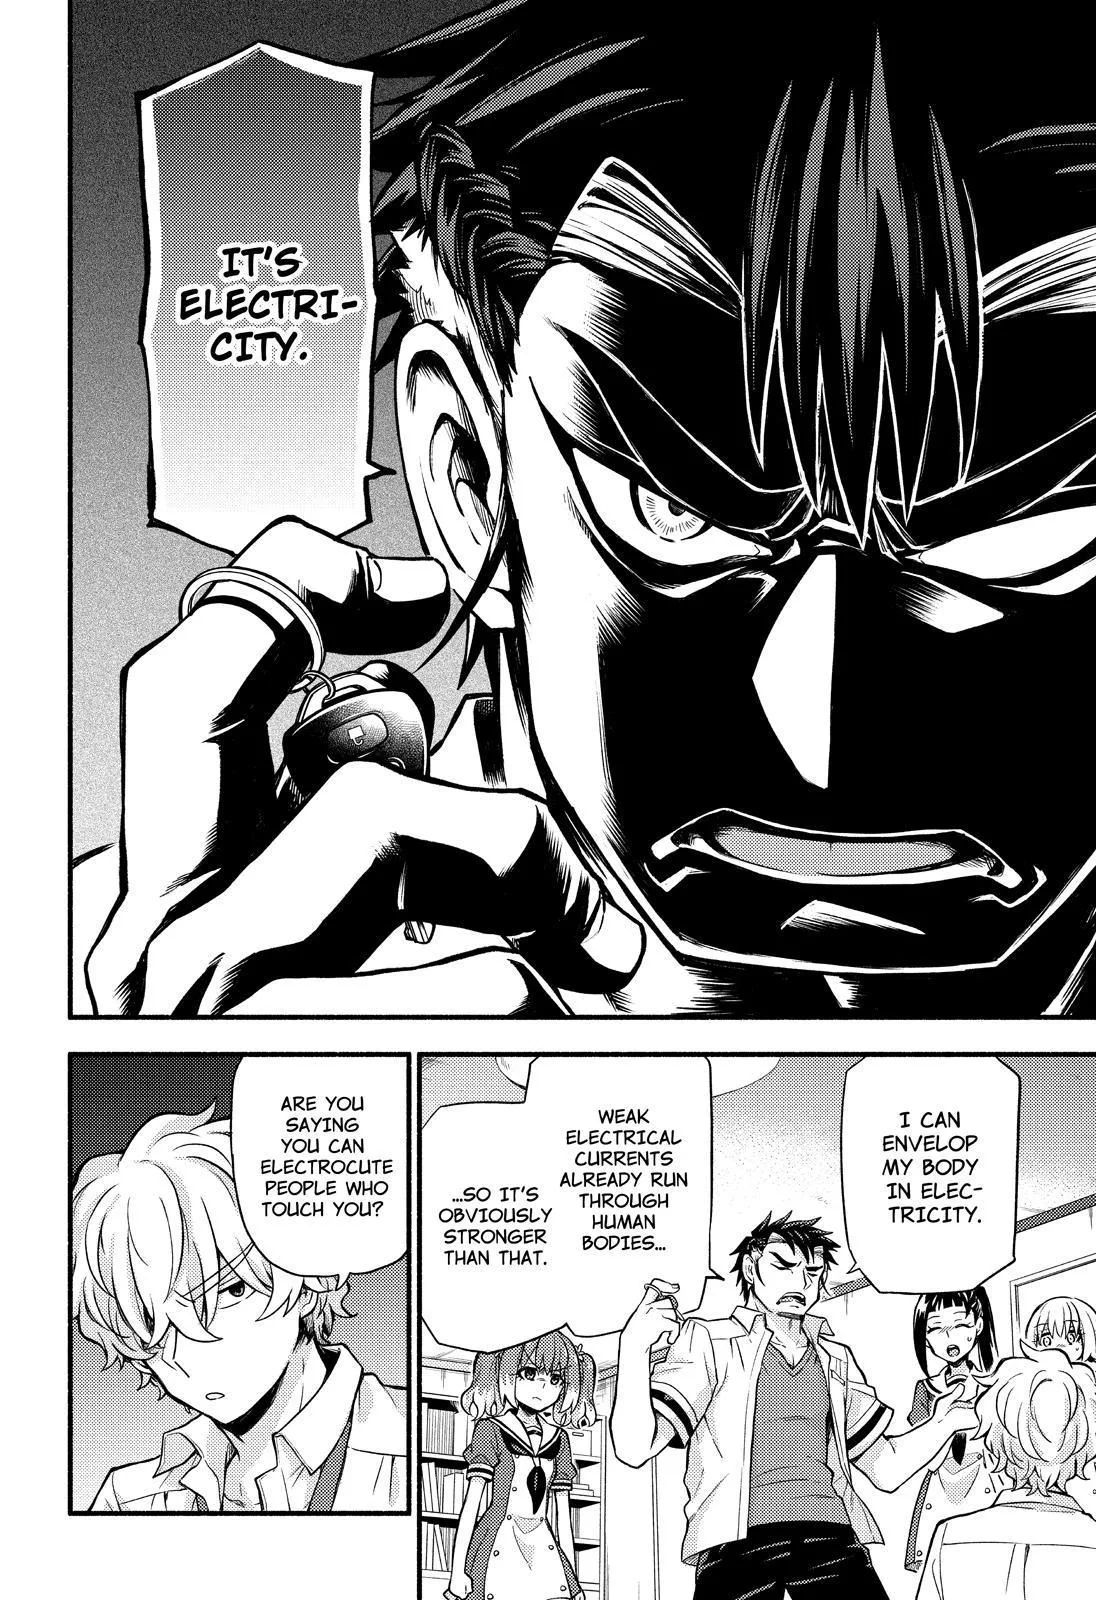 IT'S
ELECTRI-
CITY.
I CAN
ENVELOP
MY BODY
IN ELEC-
TRICITY.
WEAK
ELECTRICAL
CURRENTS
ALREADY RUN
THROUGH
HUMAN
BODIES...
...SO IT'S
OBVIOUSLY
STRONGER
THAN THAT.
ARE YOU
SAYING
YOU CAN
ELECTROCUTE
PEOPLE WHO
TOUCH YOU?